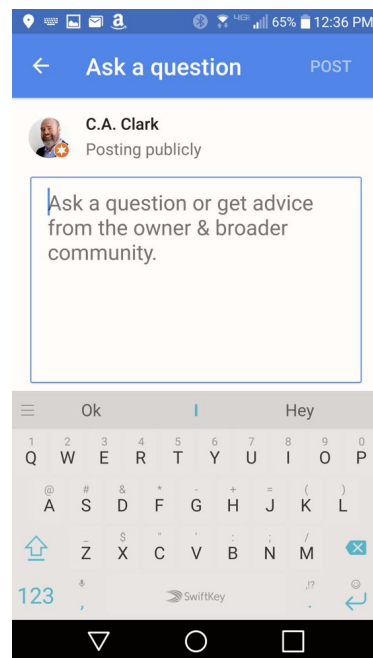 a 4G 65% 12:36 PM
Ask a question POST
C.A. Clark
Posting publicly
Ask a question or get advice
from the owner & broader
community.
Ok I Hey
1 2 3 4 5 6 7 8 9 0
Q W E R T Y U I O P
@ # & * - + = ( )
A S D F G H J K L
_ $ " ' : ; /
Z X C V B N M
123 , SwiftKey . ,!?